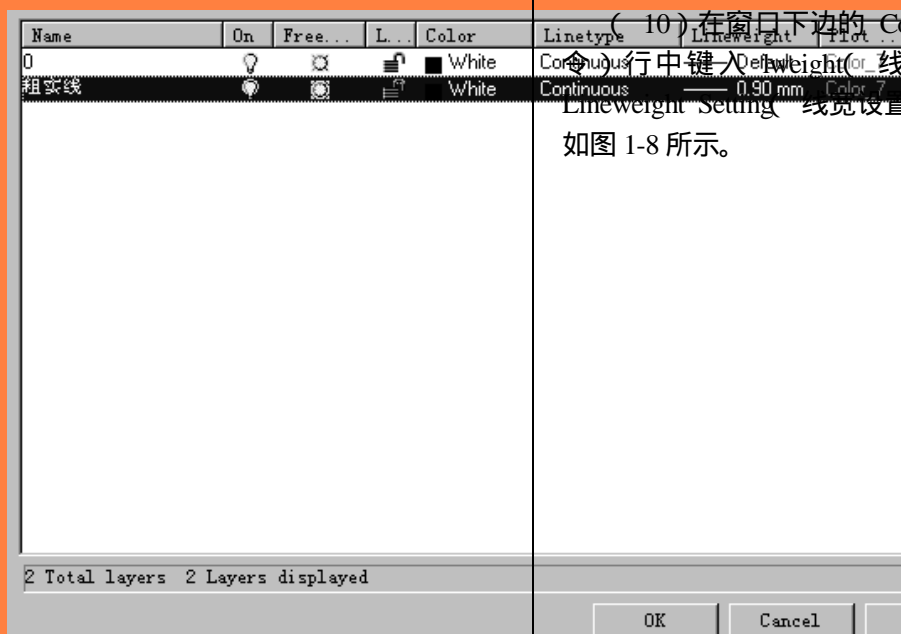 Name On Free... L... Color Linetype Lineweight Plot ...
0 White Continuous Default Color_7
粗实线 White Continuous 0.90 mm Color_7
2 Total layers 2 Layers displayed
OK Cancel
( 10 ) 在窗口下边的 Co
令 ) 行中键入 lweight( 线
Lineweight Setting( 线宽设置
如图 1-8 所示。